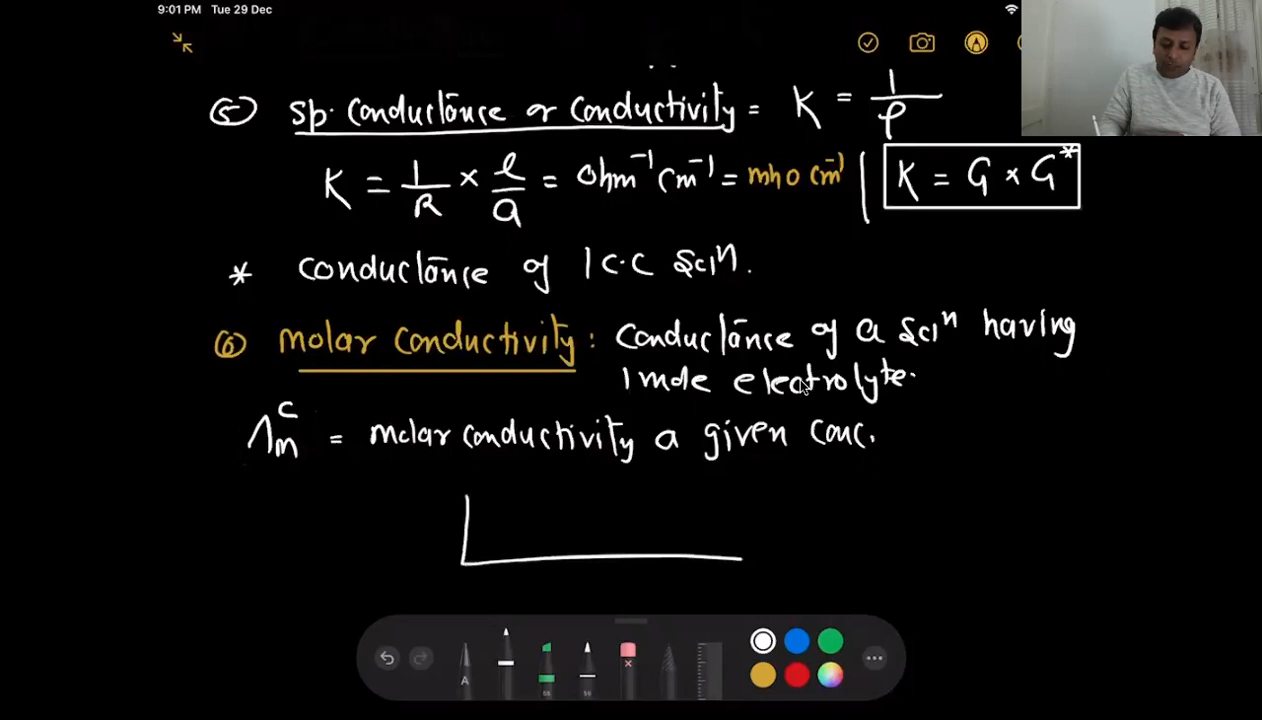 9:01 PM Tue 29 Dec
⑤ Sp. Conductance or Conductivity = K = 1/ρ
K = 1/R × l/a = Ohm⁻¹ Cm⁻¹ = mho cm⁻¹ | K = G × G*
* Conductance of 1 C.C Solⁿ.
⑥ Molar Conductivity : Conductance of a Solⁿ having
1 mole electrolyte.
Λₘᶜ = molar conductivity a given conc.
A